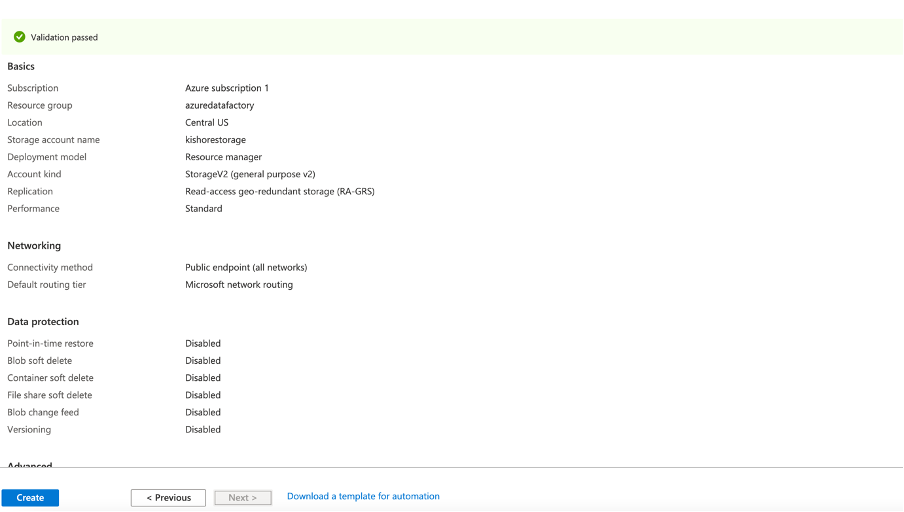 Validation passed
Basics
Subscription Azure subscription 1
Resource group azuredatafactory
Location Central US
Storage account name kishorestorage
Deployment model Resource manager
Account kind StorageV2 (general purpose v2)
Replication Read-access geo-redundant storage (RA-GRS)
Performance Standard
Networking
Connectivity method Public endpoint (all networks)
Default routing tier Microsoft network routing
Data protection
Point-in-time restore Disabled
Blob soft delete Disabled
Container soft delete Disabled
File share soft delete Disabled
Blob change feed Disabled
Versioning Disabled
Advanced
Create < Previous Next > Download a template for automation